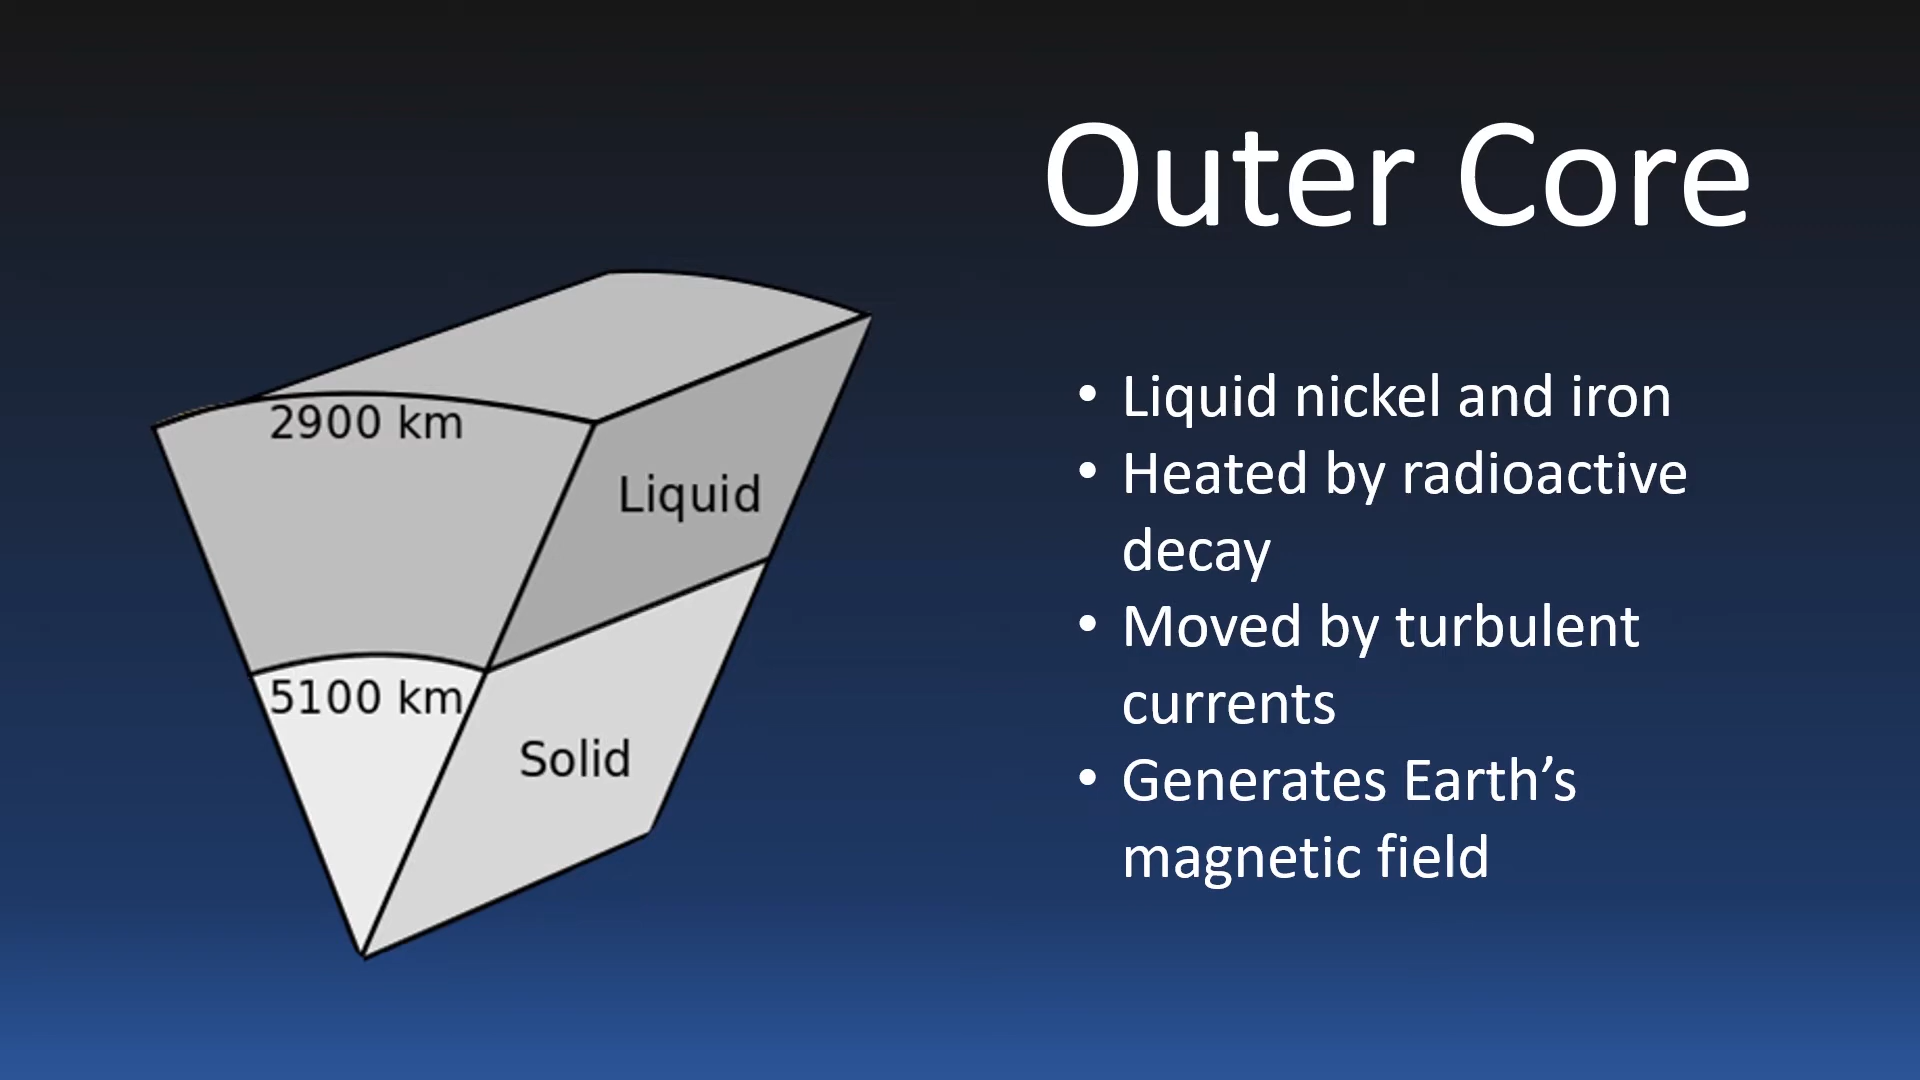 Outer Core
2900 km
Liquid
5100 km
Solid
• Liquid nickel and iron
• Heated by radioactive
decay
• Moved by turbulent
currents
• Generates Earth’s
magnetic field